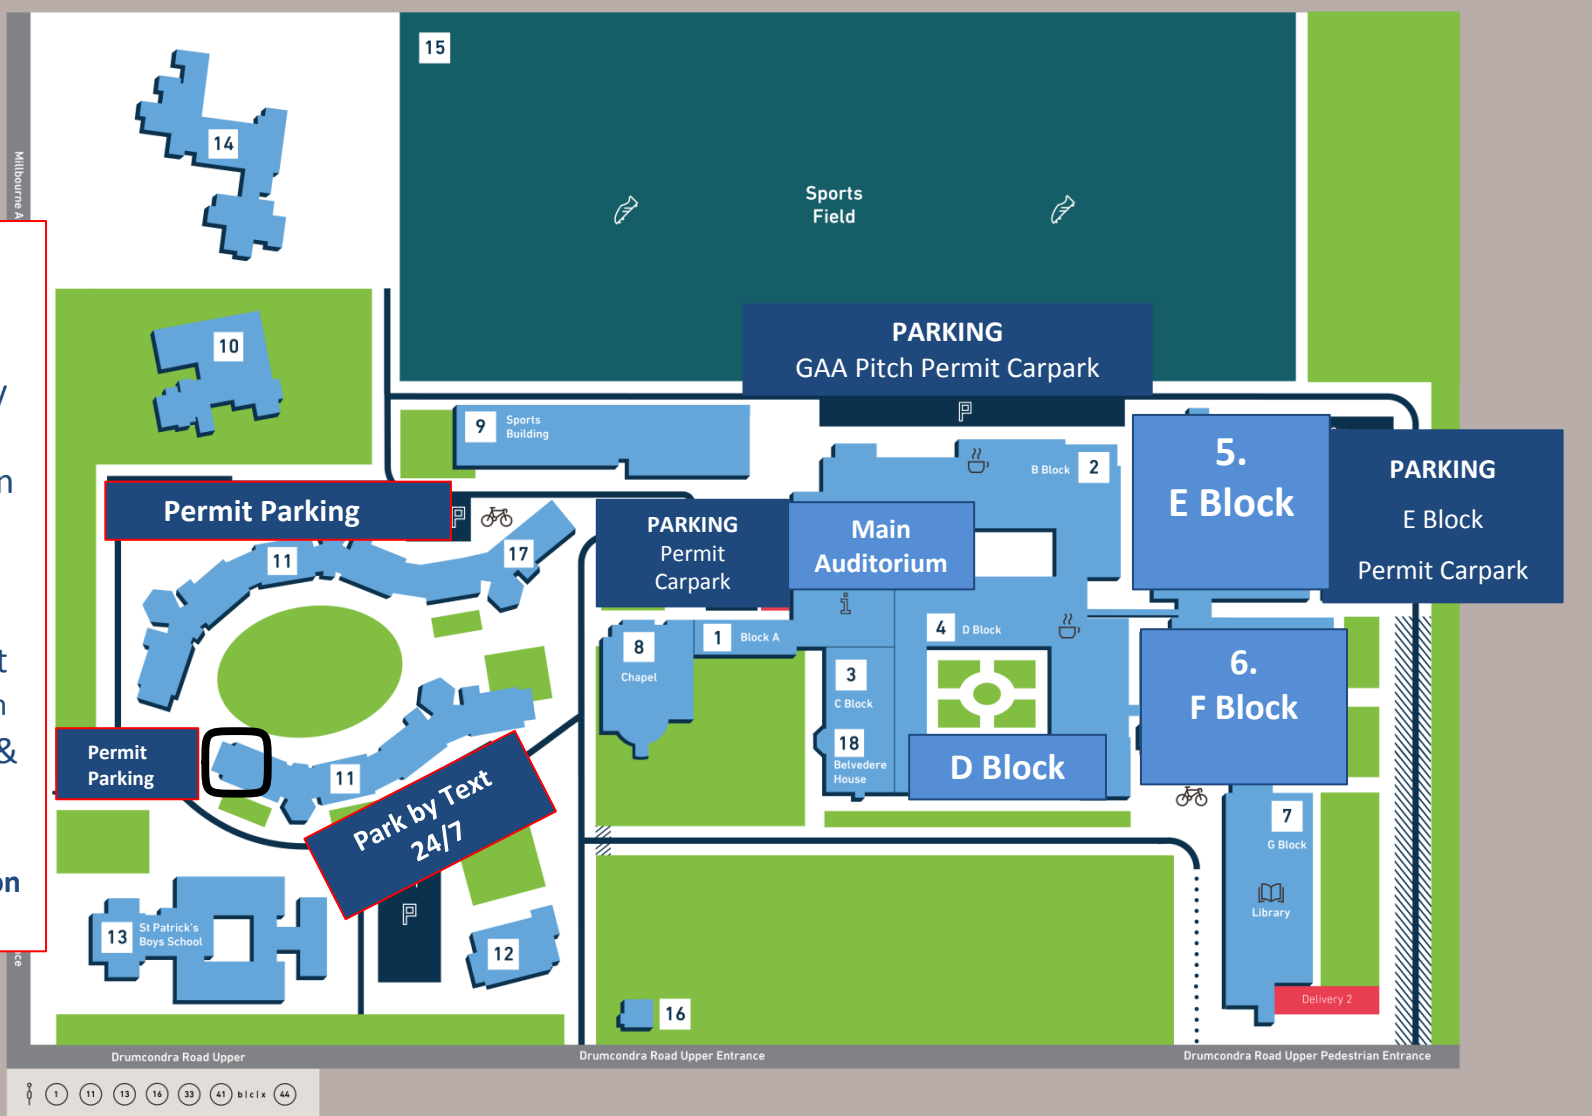 15
14
Millbourne A
Sports
Field
10
PARKING
GAA Pitch Permit Carpark
P
9
Sports
Building
B Block
2
5.
E Block
PARKING
E Block
Permit Carpark
Permit Parking
P
PARKING
Permit
Carpark
Main
Auditorium
11
17
i
8
Chapel
1
Block A
4
D Block
3
C Block
18
Belvedere
House
6.
F Block
D Block
Permit
Parking
11
Park by Text
24/7
&
on
7
G Block
Library
13
St Patrick's
Boys School
P
12
16
Delivery 2
Drumcondra Road Upper
Drumcondra Road Upper Entrance
Drumcondra Road Upper Pedestrian Entrance
1 11 13 16 33 41 b|c|x 44